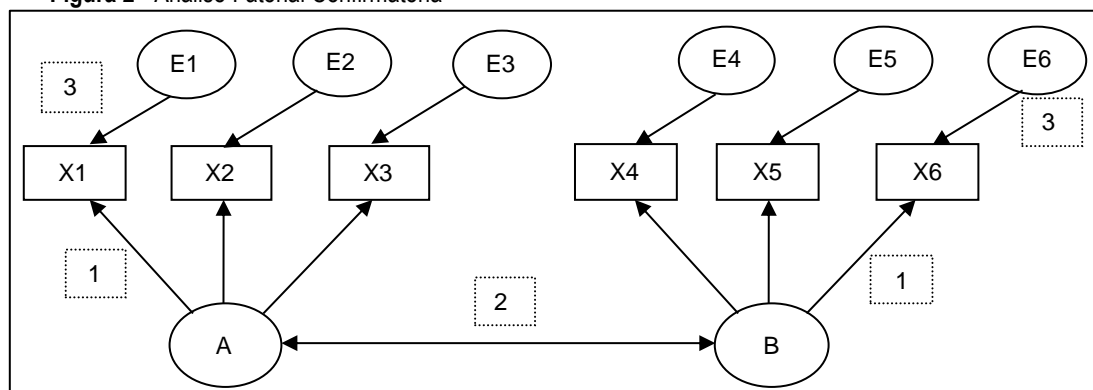 Figura 2 - Análise Fatorial Confirmatória
E1 E2 E3 E4 E5 E6
3 3
X1 X2 X3 X4 X5 X6
1 2 1
A B